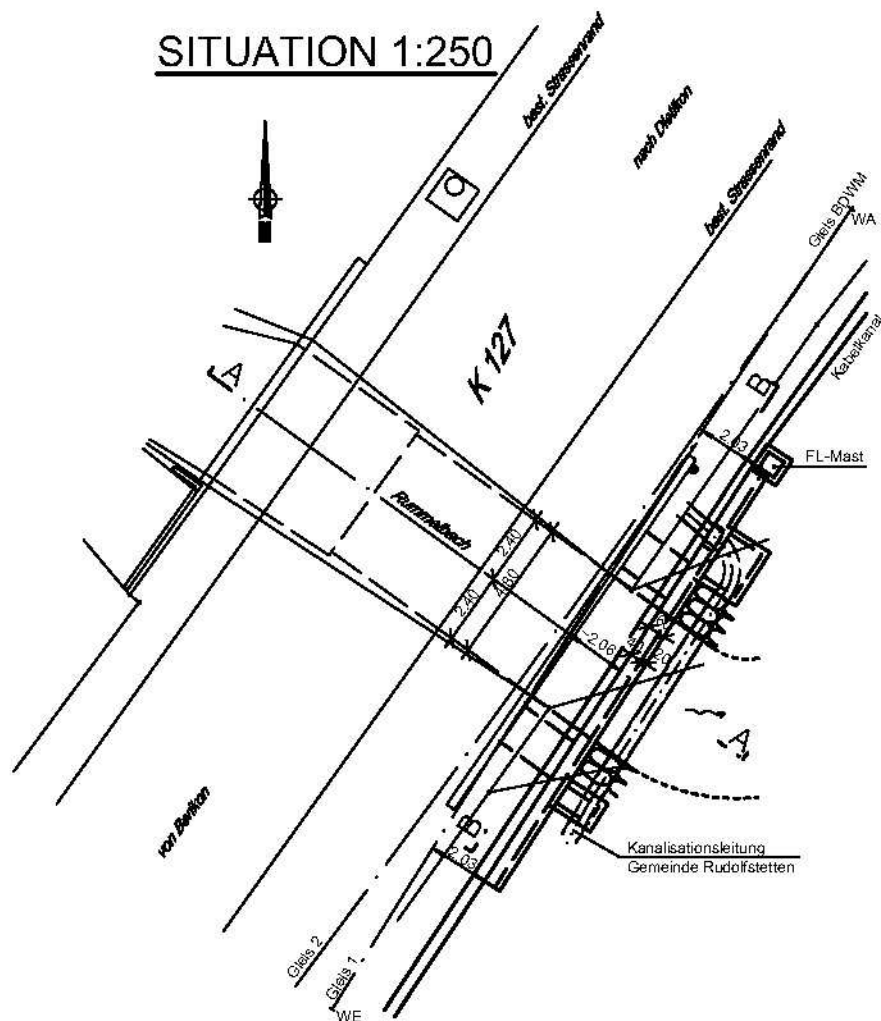 SITUATION 1:250
best. Strassenrand
nach Dietikon
best. Strassenrand
Gleis BDWM
WA
Kabelkanal
K 127
A
B
2.03
FL-Mast
Rummelbach
2.40
4.80
2.40
2.06
20
A
B
2.03
von Berikon
Kanalisationsleitung
Gemeinde Rudolfstetten
Gleis 2
Gleis 1
WE